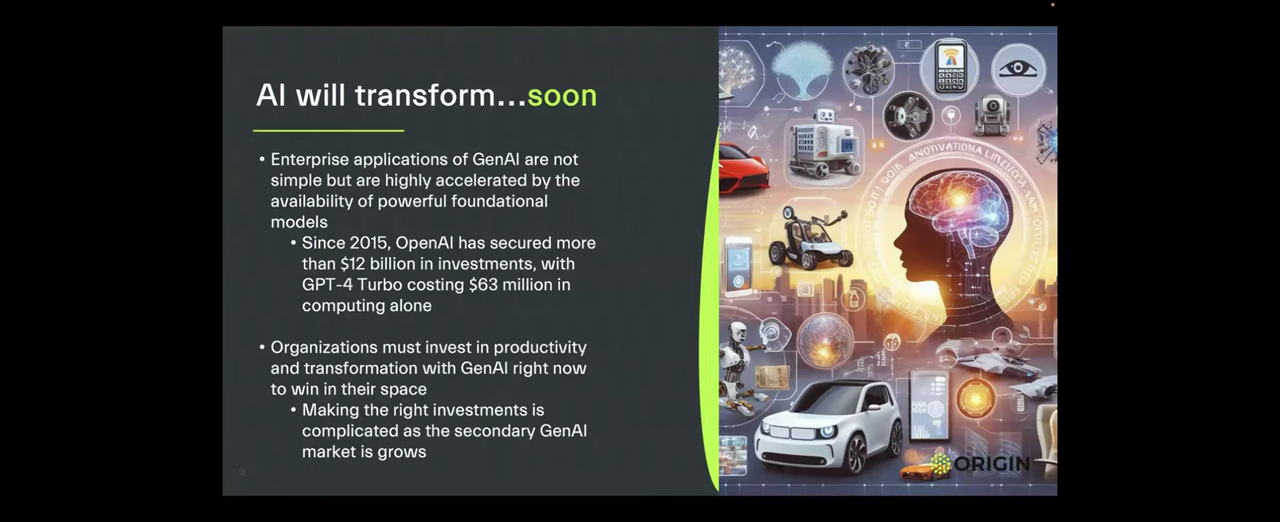 AI will transform...soon
• Enterprise applications of GenAI are not
simple but are highly accelerated by the
availability of powerful foundational
models
• Since 2015, OpenAI has secured more
than $12 billion in investments, with
GPT-4 Turbo costing $63 million in
computing alone
• Organizations must invest in productivity
and transformation with GenAI right now
to win in their space
• Making the right investments is
complicated as the secondary GenAI
market is grows
ORIGIN